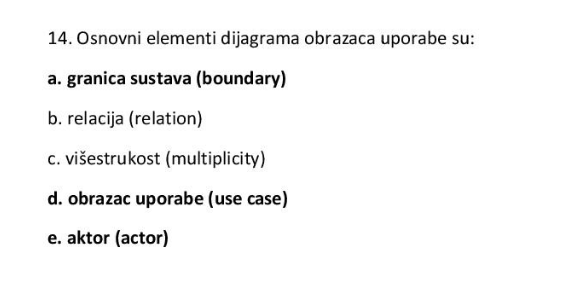 14. Osnovni elementi dijagrama obrazaca uporabe su:
a. granica sustava (boundary)
b. relacija (relation)
c. višestrukost (multiplicity)
d. obrazac uporabe (use case)
e. aktor (actor)